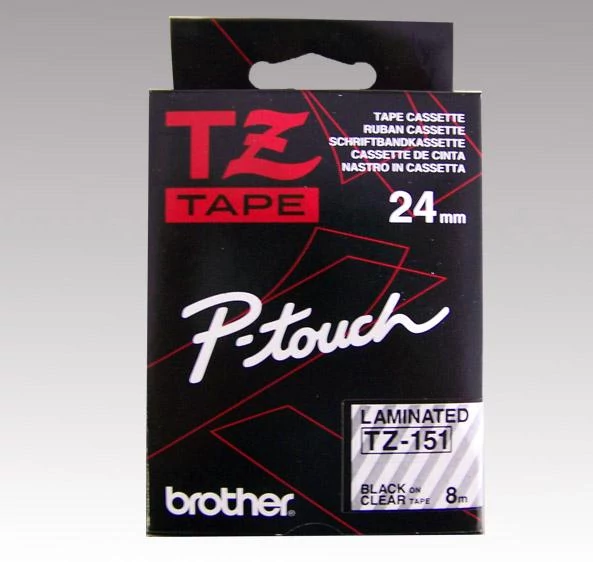 TZ
TAPE
TAPE CASSETTE
RUBAN CASSETTE
SCHRIFTBANDKASSETTE
CASSETTE DE CINTA
NASTRO IN CASSETTA
24mm
P-touch
LAMINATED
TZ-151
BLACK ON
CLEAR TAPE 8m
brother®